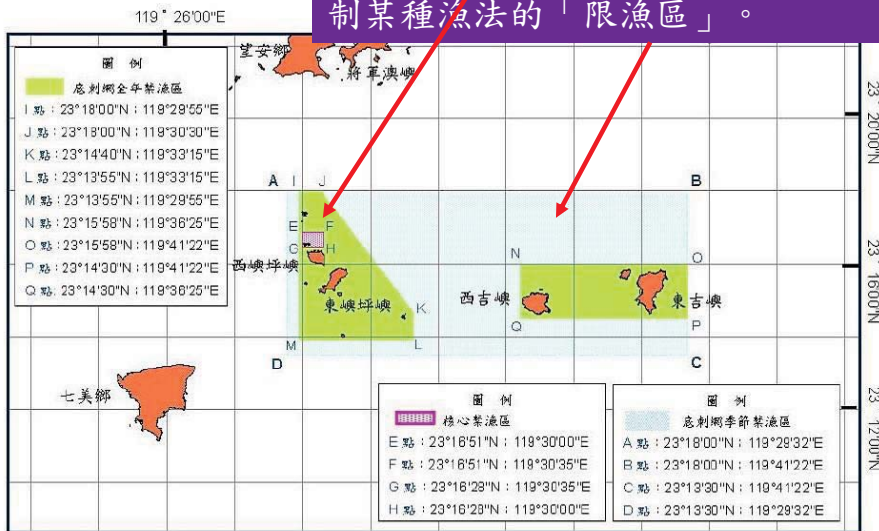 制某種漁法的「限漁區」。
119° 26'00"E
圖 例
底刺網全年禁漁區
I 點：23°18'00"N；119°29'55"E
J 點：23°18'00"N；119°30'30"E
K 點：23°14'40"N；119°33'15"E
L 點：23°13'55"N；119°33'15"E
M 點：23°13'55"N；119°29'55"E
N 點：23°15'58"N；119°36'25"E
O 點：23°15'58"N；119°41'22"E
P 點：23°14'30"N；119°41'22"E
Q 點：23°14'30"N；119°36'25"E
望安鄉
將軍澳嶼
23° 20'00"N
A I J B
E F
G H
西嶼坪嶼
東嶼坪嶼
K
M L
D
N O
西吉嶼
東吉嶼
Q P
C
23° 16'00"N
七美鄉
圖 例
核心禁漁區
E 點：23°16'51"N；119°30'00"E
F 點：23°16'51"N；119°30'35"E
G 點：23°16'28"N；119°30'35"E
H 點：23°16'28"N；119°30'00"E
圖 例
底刺網季節禁漁區
A 點：23°18'00"N；119°29'32"E
B 點：23°18'00"N；119°41'22"E
C 點：23°13'30"N；119°41'22"E
D 點：23°13'30"N；119°29'32"E
23° 12'00"N